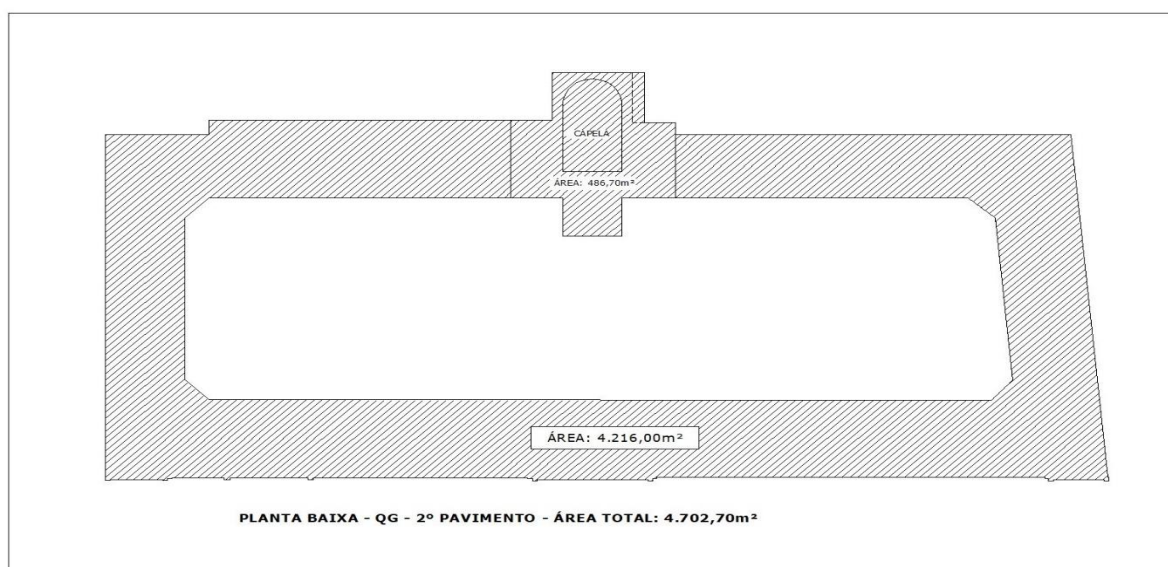 CAPELA
ÁREA: 486,70m²
ÁREA: 4.216,00m²
PLANTA BAIXA - QG - 2º PAVIMENTO - ÁREA TOTAL: 4.702,70m²